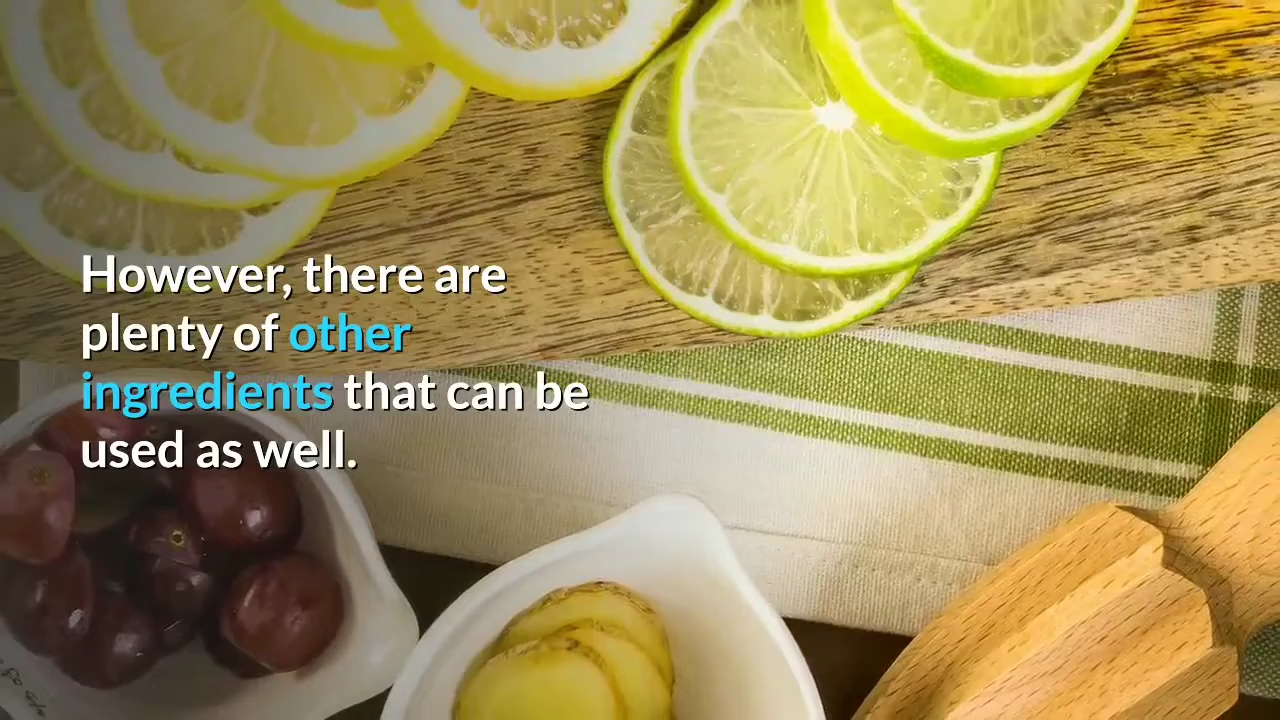 However, there are
plenty of other
ingredients that can be
used as well.